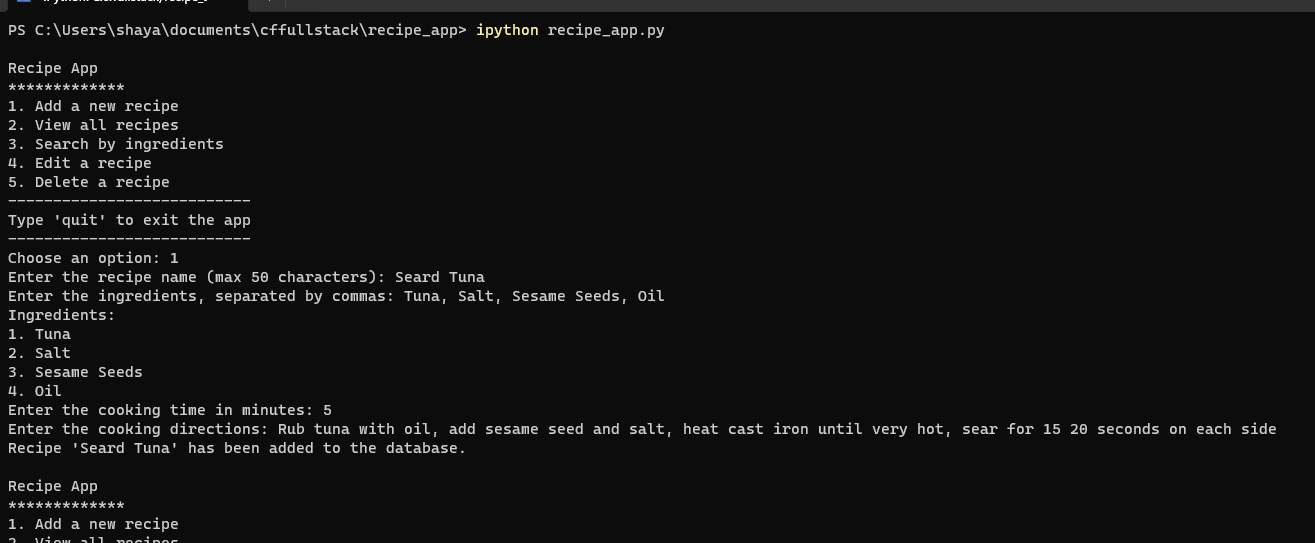 PS C:\Users\shaya\documents\cffullstack\recipe_app> ipython recipe_app.py
Recipe App
*************
1. Add a new recipe
2. View all recipes
3. Search by ingredients
4. Edit a recipe
5. Delete a recipe
---------------------------
Type 'quit' to exit the app
---------------------------
Choose an option: 1
Enter the recipe name (max 50 characters): Seard Tuna
Enter the ingredients, separated by commas: Tuna, Salt, Sesame Seeds, Oil
Ingredients:
1. Tuna
2. Salt
3. Sesame Seeds
4. Oil
Enter the cooking time in minutes: 5
Enter the cooking directions: Rub tuna with oil, add sesame seed and salt, heat cast iron until very hot, sear for 15 20 seconds on each side
Recipe 'Seard Tuna' has been added to the database.
Recipe App
*************
1. Add a new recipe
2. View all recipes